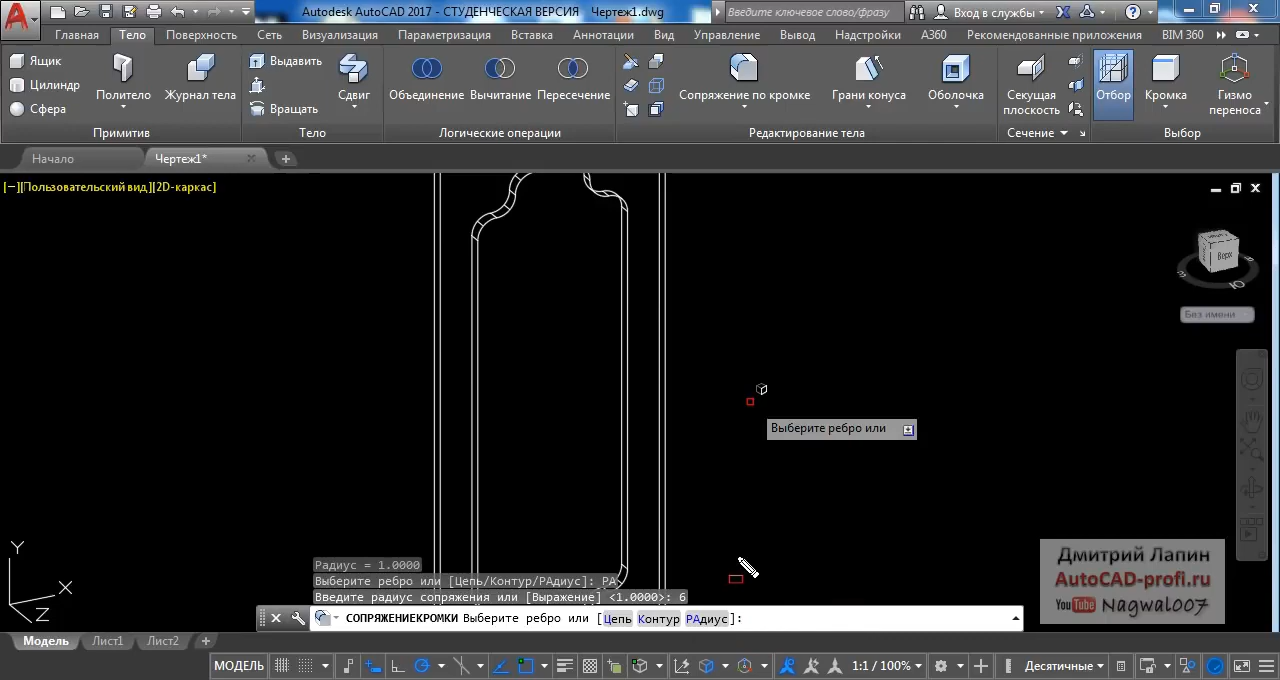 Autodesk AutoCAD 2017 - СТУДЕНЧЕСКАЯ ВЕРСИЯ Чертеж1.dwg
Введите ключевое слово/фразу
Вход в службы
Главная Тело Поверхность Сеть Визуализация Параметризация Вставка Аннотации Вид Управление Вывод Надстройки A360 Рекомендованные приложения BIM 360
Ящик
Цилиндр
Сфера
Политело
Журнал тела
Примитив
Выдавить
Вращать
Сдвиг
Тело
Объединение Вычитание Пересечение
Логические операции
Сопряжение по кромке
Грани конуса
Оболочка
Редактирование тела
Секущая
плоскость
Сечение
Отбор
Кромка
Гизмо
переноса
Выбор
Начало
Чертеж1*
[−][Пользовательский вид][2D-каркас]
Верх
Ю
Без имени
Выберите ребро или
Y
X
Z
Радиус = 1.0000
Выберите ребро или [Цепь/Контур/РАдиус]: РА
Введите радиус сопряжения или [Выражение] <1.0000>: 6
СОПРЯЖЕНИЕКРОМКИ Выберите ребро или [Цепь Контур РАдиус]:
Дмитрий Лапин
AutoCAD-profi.ru
YouTube Nagwal007
Модель Лист1 Лист2
МОДЕЛЬ
1:1 / 100%
Десятичные